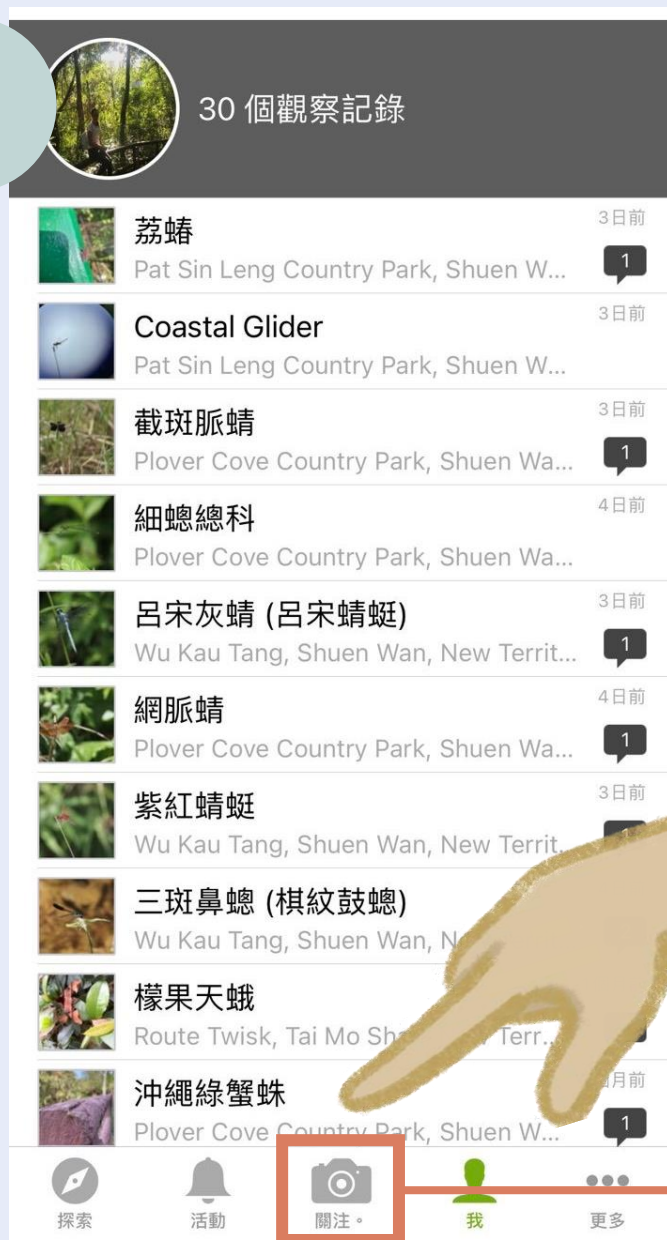 30 個觀察記錄
荔蝽
3日前
Pat Sin Leng Country Park, Shuen W...
1
Coastal Glider
3日前
Pat Sin Leng Country Park, Shuen W...
截斑脈蜻
3日前
Plover Cove Country Park, Shuen Wa...
1
細蟌總科
4日前
Plover Cove Country Park, Shuen Wa...
呂宋灰蜻 (呂宋蜻蜓)
3日前
Wu Kau Tang, Shuen Wan, New Territ...
1
網脈蜻
4日前
Plover Cove Country Park, Shuen Wa...
1
紫紅蜻蜓
3日前
Wu Kau Tang, Shuen Wan, New Territ...
三斑鼻蟌 (棋紋鼓蟌)
Wu Kau Tang, Shuen Wan,
檬果天蛾
Route Twisk, Tai Mo Terr...
沖繩綠蟹蛛
月前
Plover Cove Country Park, Shuen W...
1
探索
活動
關注。
我
更多